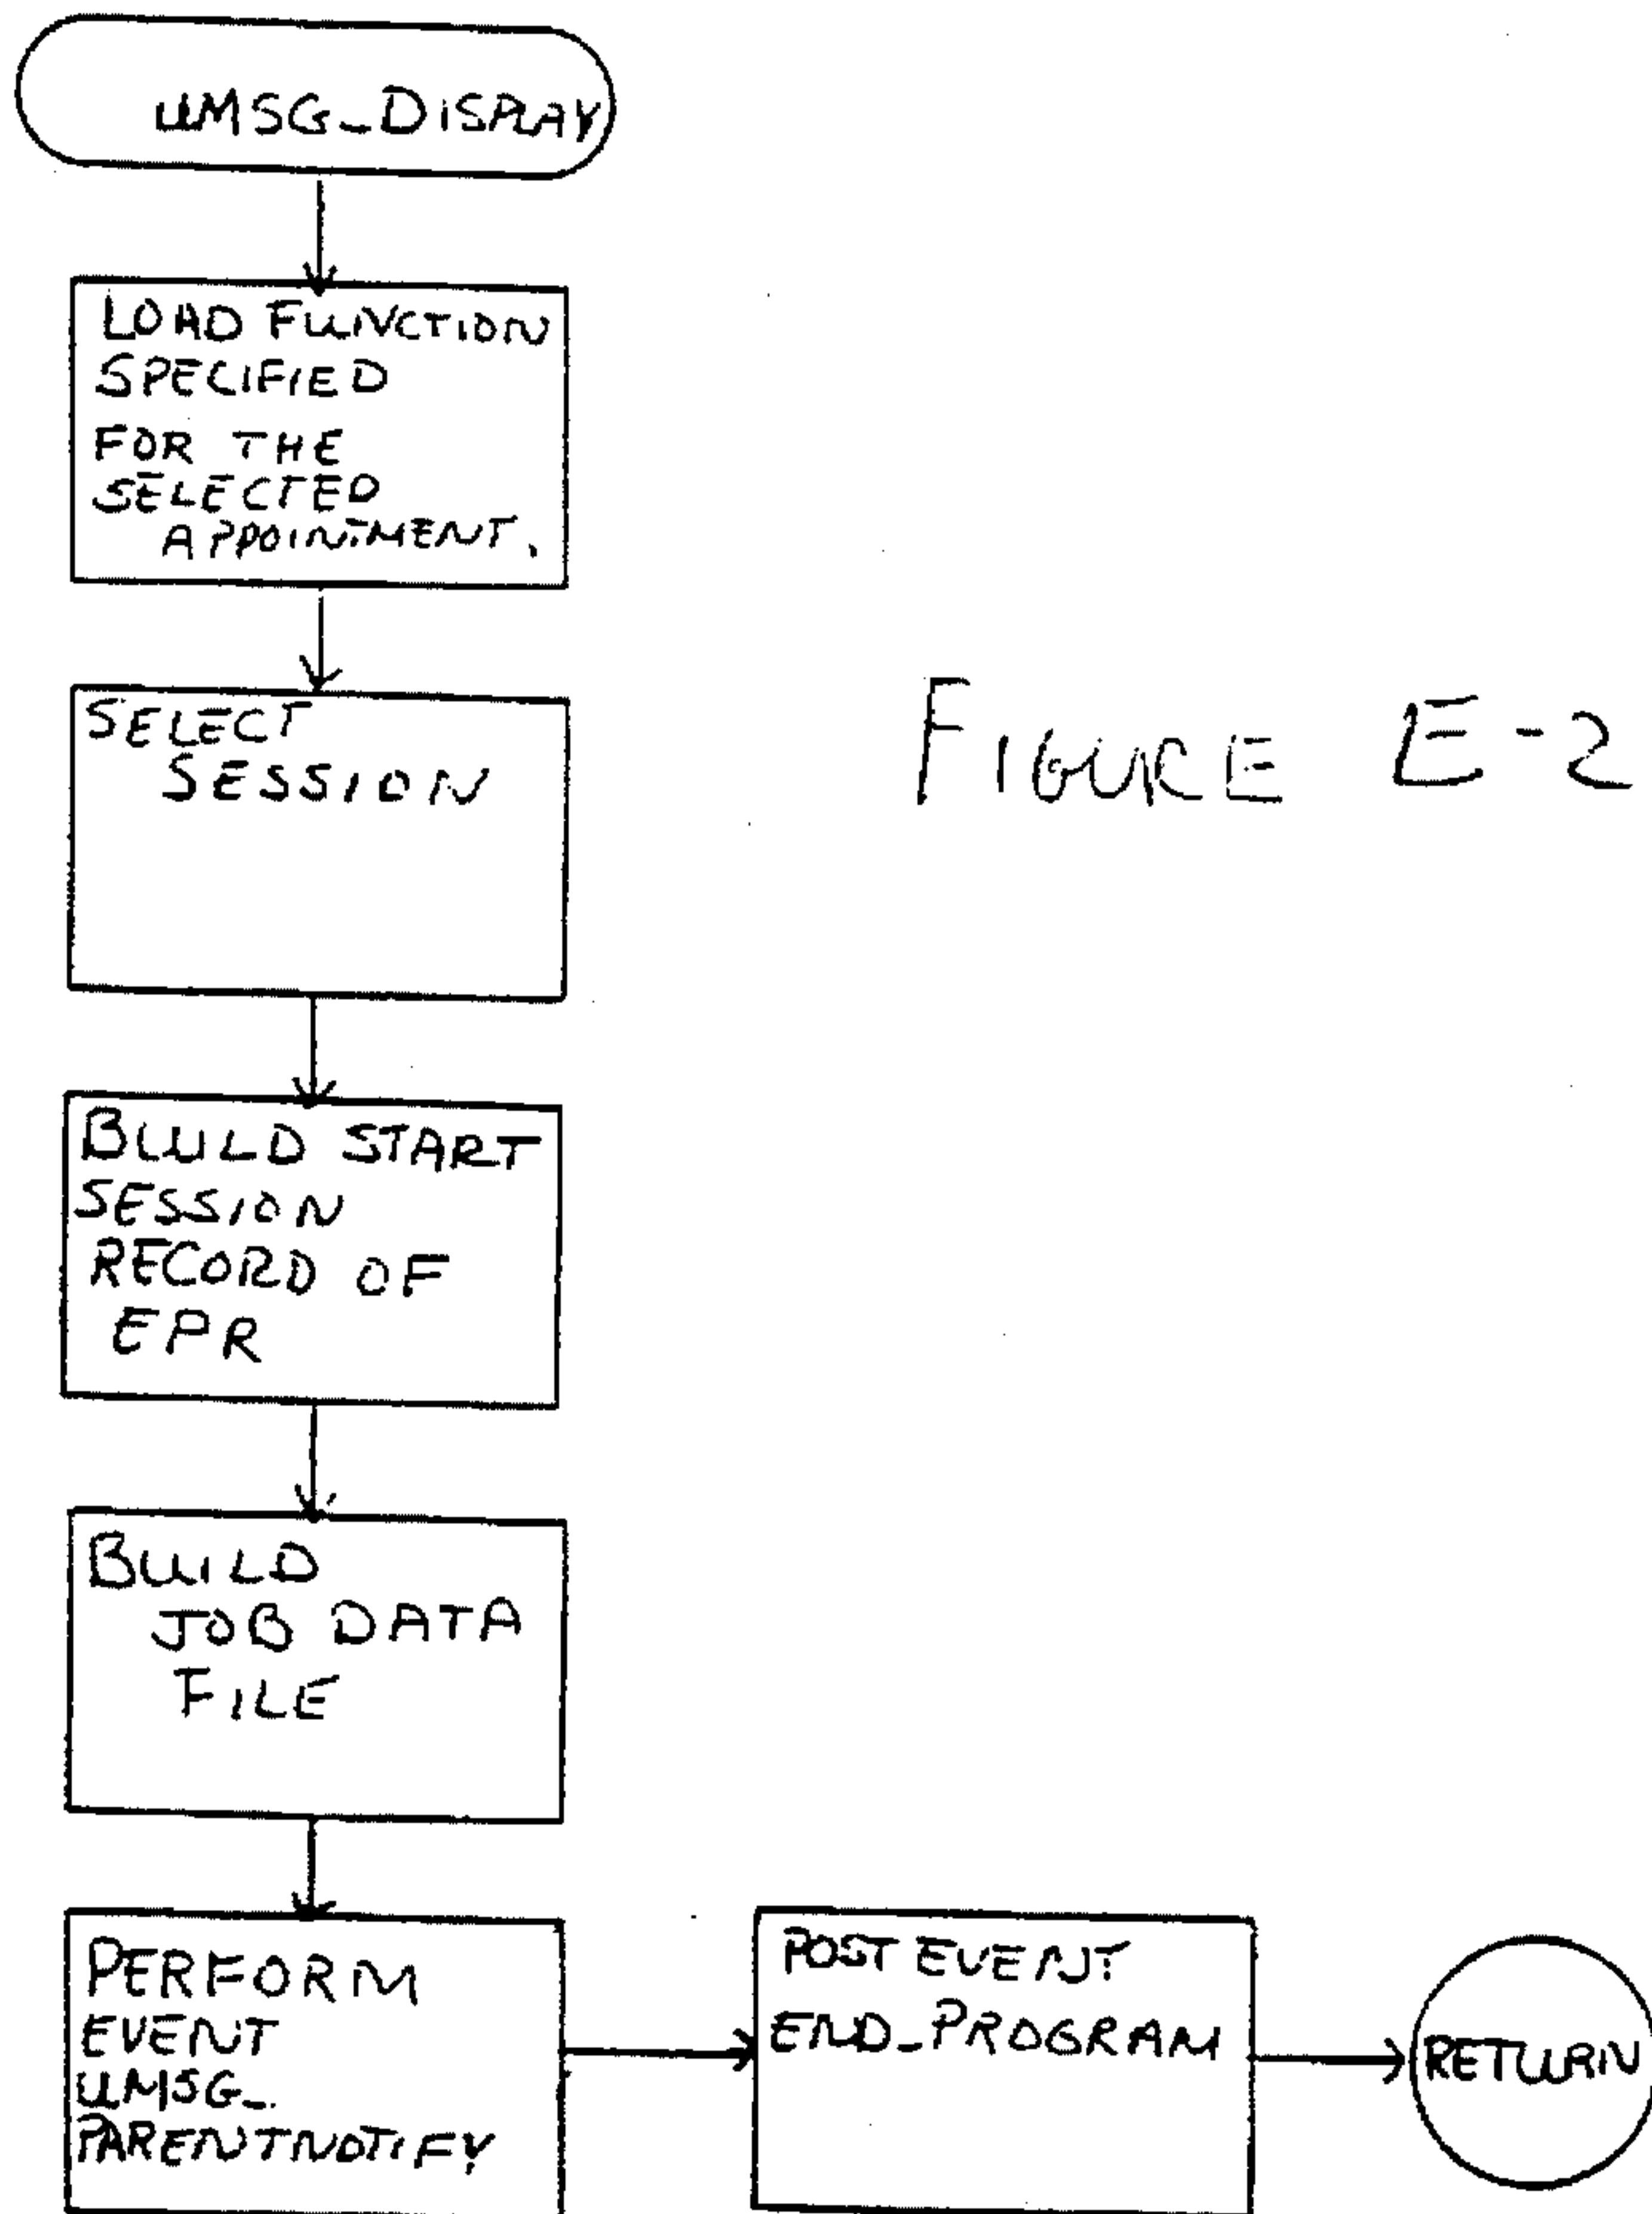 UMSG_DISPLAY
LOAD FUNCTION
SPECIFIED
FOR THE
SELECTED
APPOINTMENT.
SELECT
SESSION
FIGURE E-2
BUILD START
SESSION
RECORD OF
EPR
BUILD
JOB DATA
FILE
PERFORM
EVENT
UMSG_
PARENTNOTIFY
POST EVENT
END_PROGRAM
RETURN